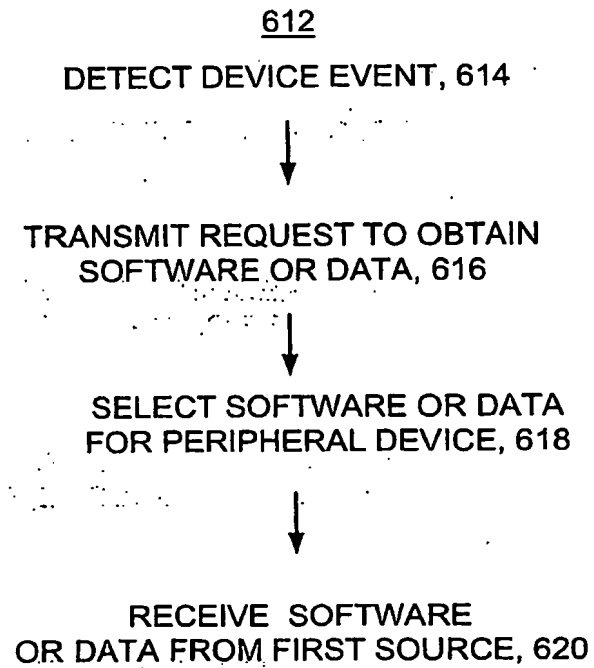 612
DETECT DEVICE EVENT, 614
TRANSMIT REQUEST TO OBTAIN
SOFTWARE OR DATA, 616
SELECT SOFTWARE OR DATA
FOR PERIPHERAL DEVICE, 618
RECEIVE SOFTWARE
OR DATA FROM FIRST SOURCE, 620